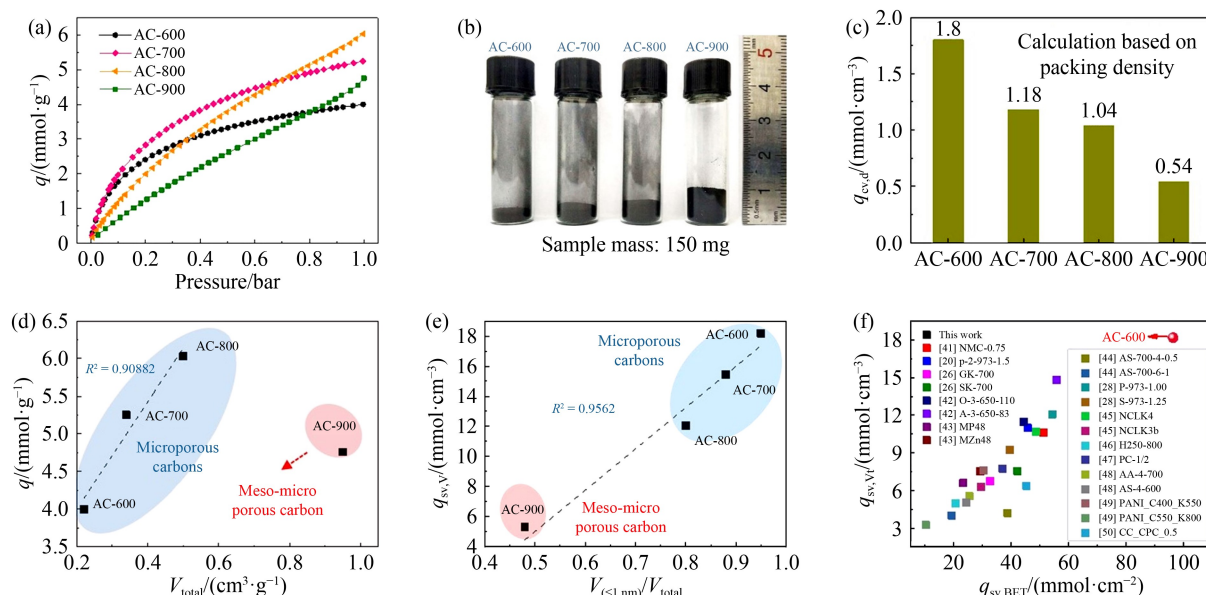 (a)
AC-600
AC-700
AC-800
AC-900
q/(mmol·g⁻¹)
6
5
4
3
2
1
0
0.0 0.2 0.4 0.6 0.8 1.0
Pressure/bar
(b)
AC-600 AC-700 AC-800 AC-900
5
4
3
2
1
Sample mass: 150 mg
(c)
Calculation based on
packing density
q_cv,d/(mmol·cm⁻³)
2.0
1.5
1.0
0.5
0.0
1.8
1.18
1.04
0.54
AC-600 AC-700 AC-800 AC-900
(d)
q/(mmol·g⁻¹)
6.5
6.0
5.5
5.0
4.5
4.0
3.5
AC-800
R² = 0.90882
AC-700
AC-900
Microporous
carbons
AC-600
Meso-micro
porous carbon
0.2 0.4 0.6 0.8 1.0
V_total/(cm³·g⁻¹)
(e)
q_sv,V/(mmol·cm⁻³)
18
16
14
12
10
8
6
4
Microporous
carbons
AC-600
AC-700
R² = 0.9562
AC-800
AC-900
Meso-micro
porous carbon
0.4 0.5 0.6 0.7 0.8 0.9 1.0
V_(≤1 nm)/V_total
(f)
q_sv,Vt/(mmol·cm⁻³)
18
15
12
9
6
3
This work
[41] NMC-0.75
[20] p-2-973-1.5
[26] GK-700
[26] SK-700
[42] O-3-650-110
[42] A-3-650-83
[43] MP48
[43] MZn48
AC-600
[44] AS-700-4-0.5
[44] AS-700-6-1
[28] P-973-1.00
[28] S-973-1.25
[45] NCLK4
[45] NCLK3b
[46] H250-800
[47] PC-1/2
[48] AA-4-700
[48] AS-4-600
[49] PANI_C400_K550
[49] PANI_C550_K800
[50] CC_CPC_0.5
20 40 60 80 100
q_sv,BET/(mmol·cm⁻²)